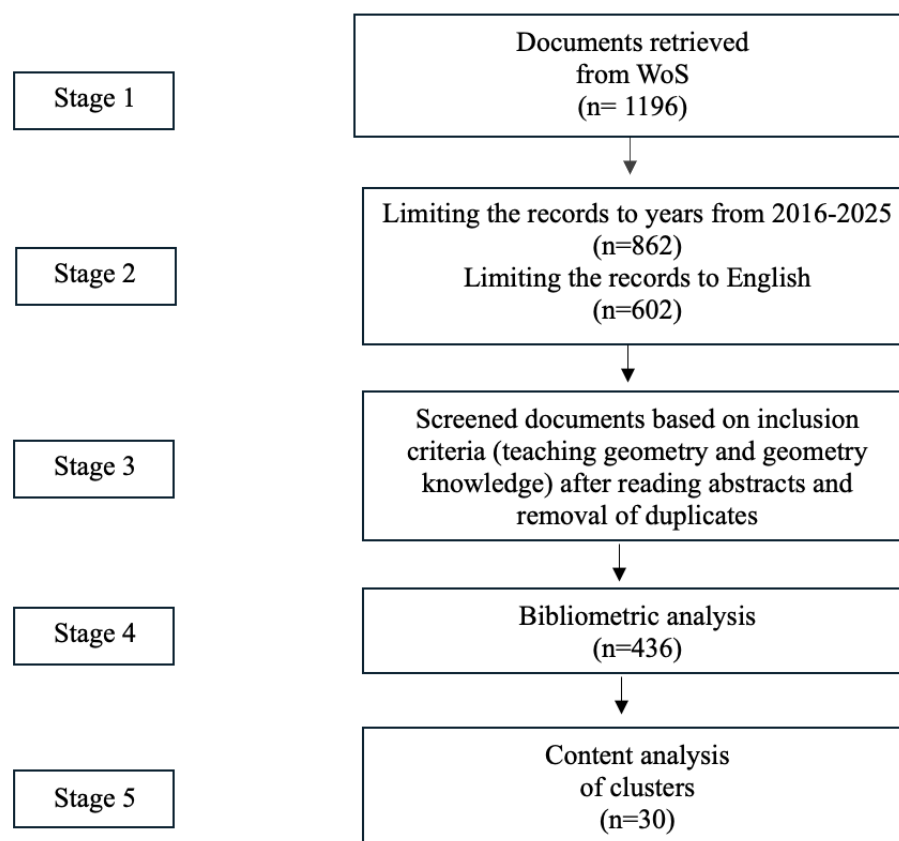 Stage 1
Documents retrieved
from WoS
(n= 1196)
Stage 2
Limiting the records to years from 2016-2025
(n=862)
Limiting the records to English
(n=602)
Stage 3
Screened documents based on inclusion
criteria (teaching geometry and geometry
knowledge) after reading abstracts and
removal of duplicates
Stage 4
Bibliometric analysis
(n=436)
Stage 5
Content analysis
of clusters
(n=30)